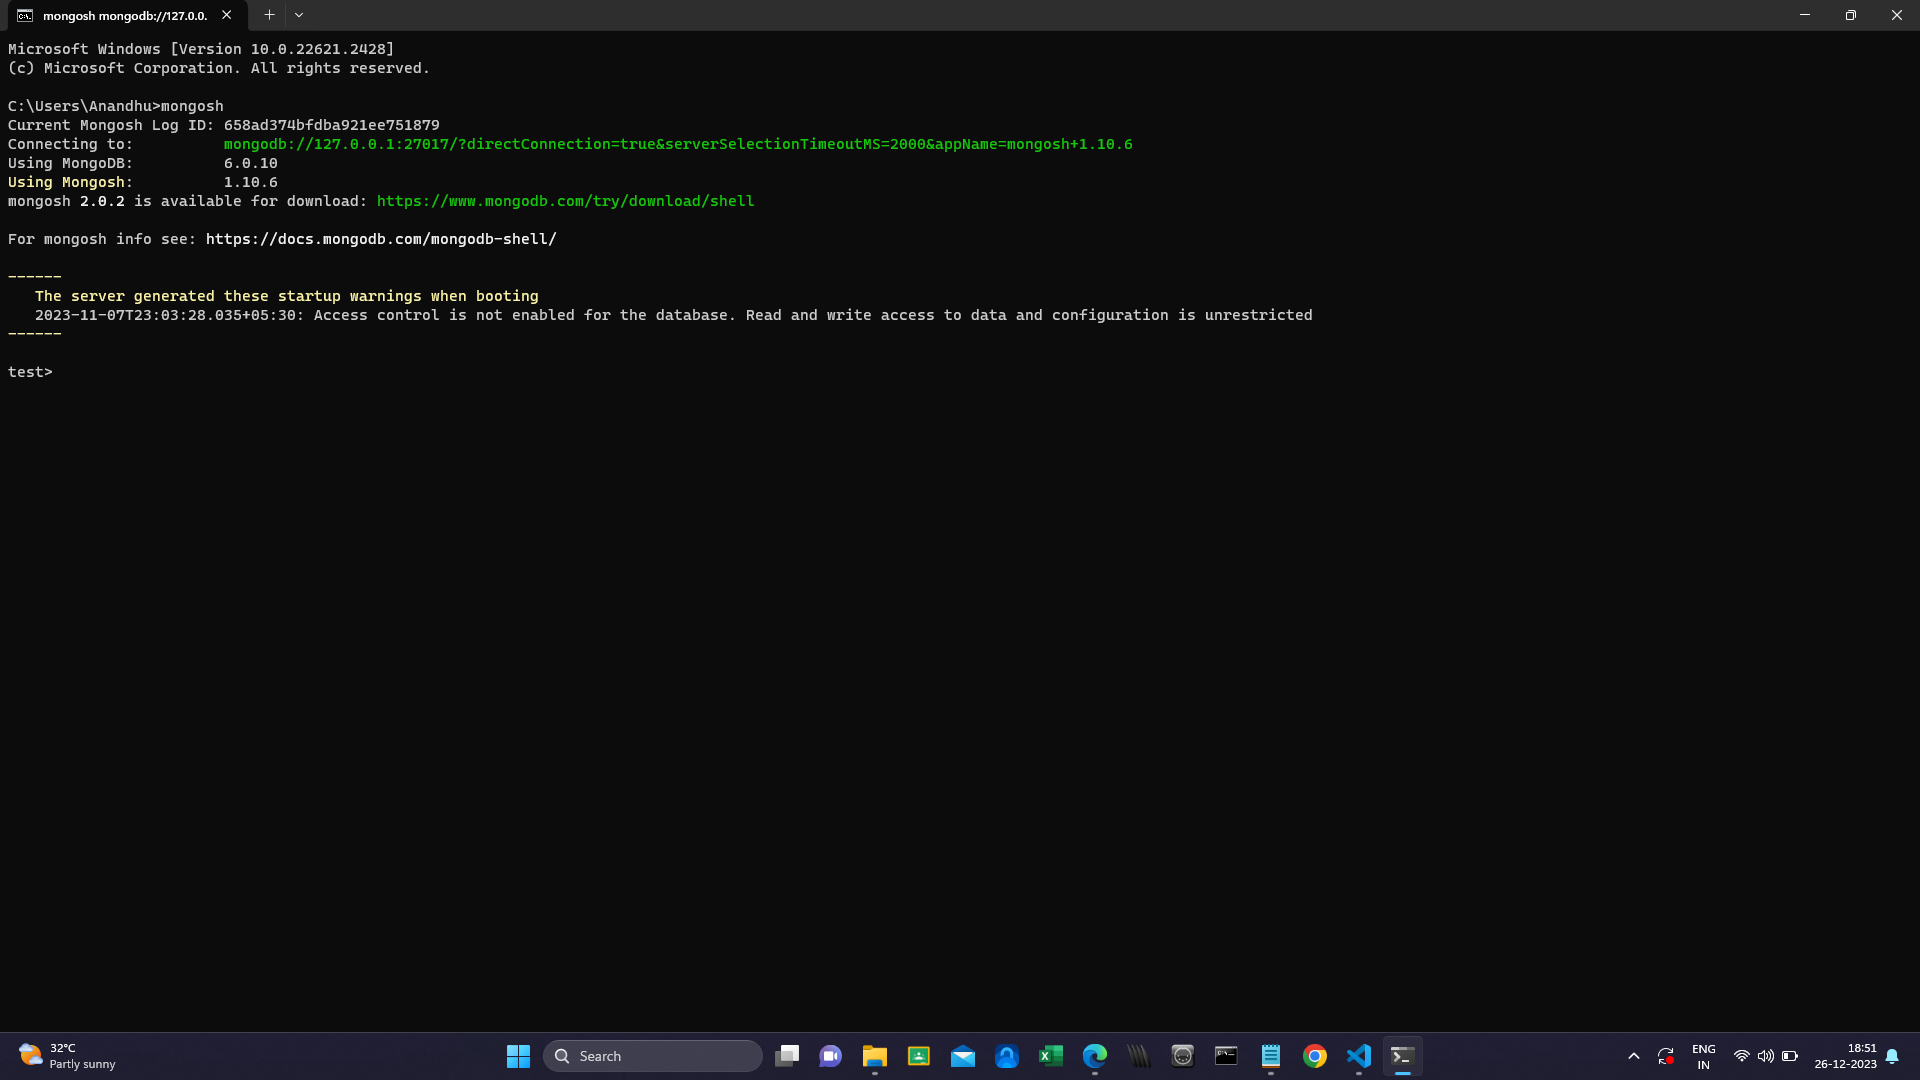 mongosh mongodb://127.0.0.
Microsoft Windows [Version 10.0.22621.2428]
(c) Microsoft Corporation. All rights reserved.
C:\Users\Anandhu>mongosh
Current Mongosh Log ID: 658ad374bfdba921ee751879
Connecting to: mongodb://127.0.0.1:27017/?directConnection=true&serverSelectionTimeoutMS=2000&appName=mongosh+1.10.6
Using MongoDB: 6.0.10
Using Mongosh: 1.10.6
mongosh 2.0.2 is available for download: https://www.mongodb.com/try/download/shell
For mongosh info see: https://docs.mongodb.com/mongodb-shell/
------
The server generated these startup warnings when booting
2023-11-07T23:03:28.035+05:30: Access control is not enabled for the database. Read and write access to data and configuration is unrestricted
------
test>
32°C
Partly sunny
Search
ENG
IN
18:51
26-12-2023